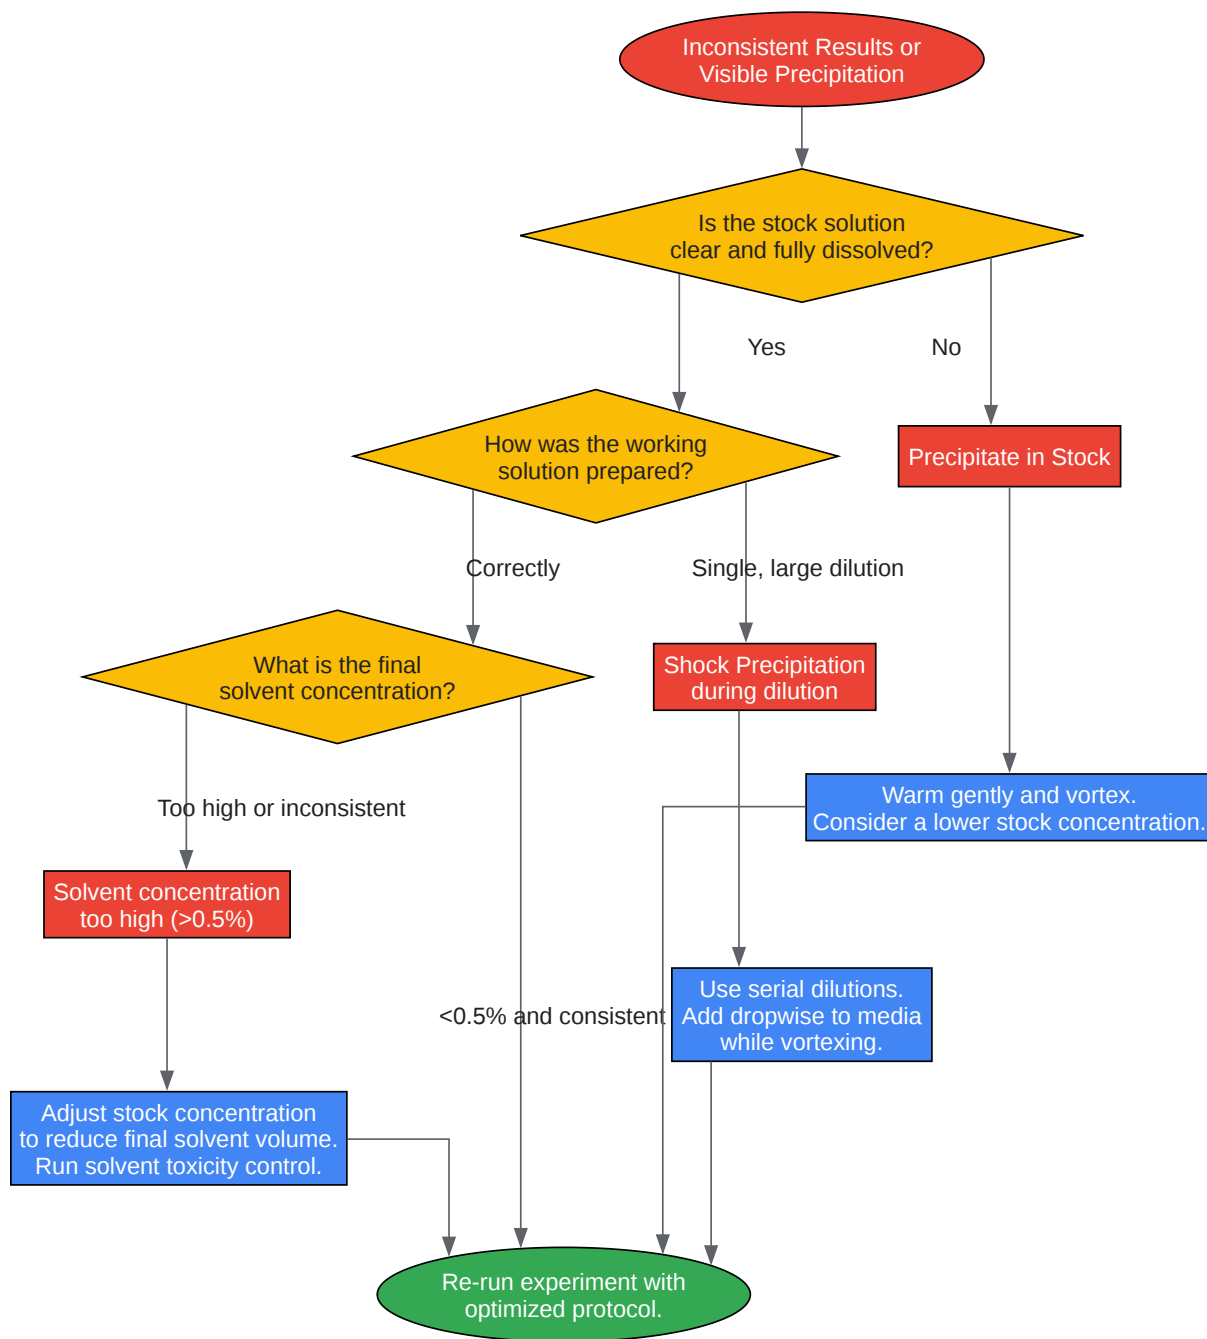 Inconsistent Results or
Visible Precipitation
Is the stock solution
clear and fully dissolved?
Yes
No
How was the working
solution prepared?
Precipitate in Stock
Correctly
Single, large dilution
What is the final
solvent concentration?
Shock Precipitation
during dilution
Too high or inconsistent
Warm gently and vortex.
Consider a lower stock concentration.
Solvent concentration
too high (>0.5%)
<0.5% and consistent
Use serial dilutions.
Add dropwise to media
while vortexing.
Adjust stock concentration
to reduce final solvent volume.
Run solvent toxicity control.
Re-run experiment with
optimized protocol.